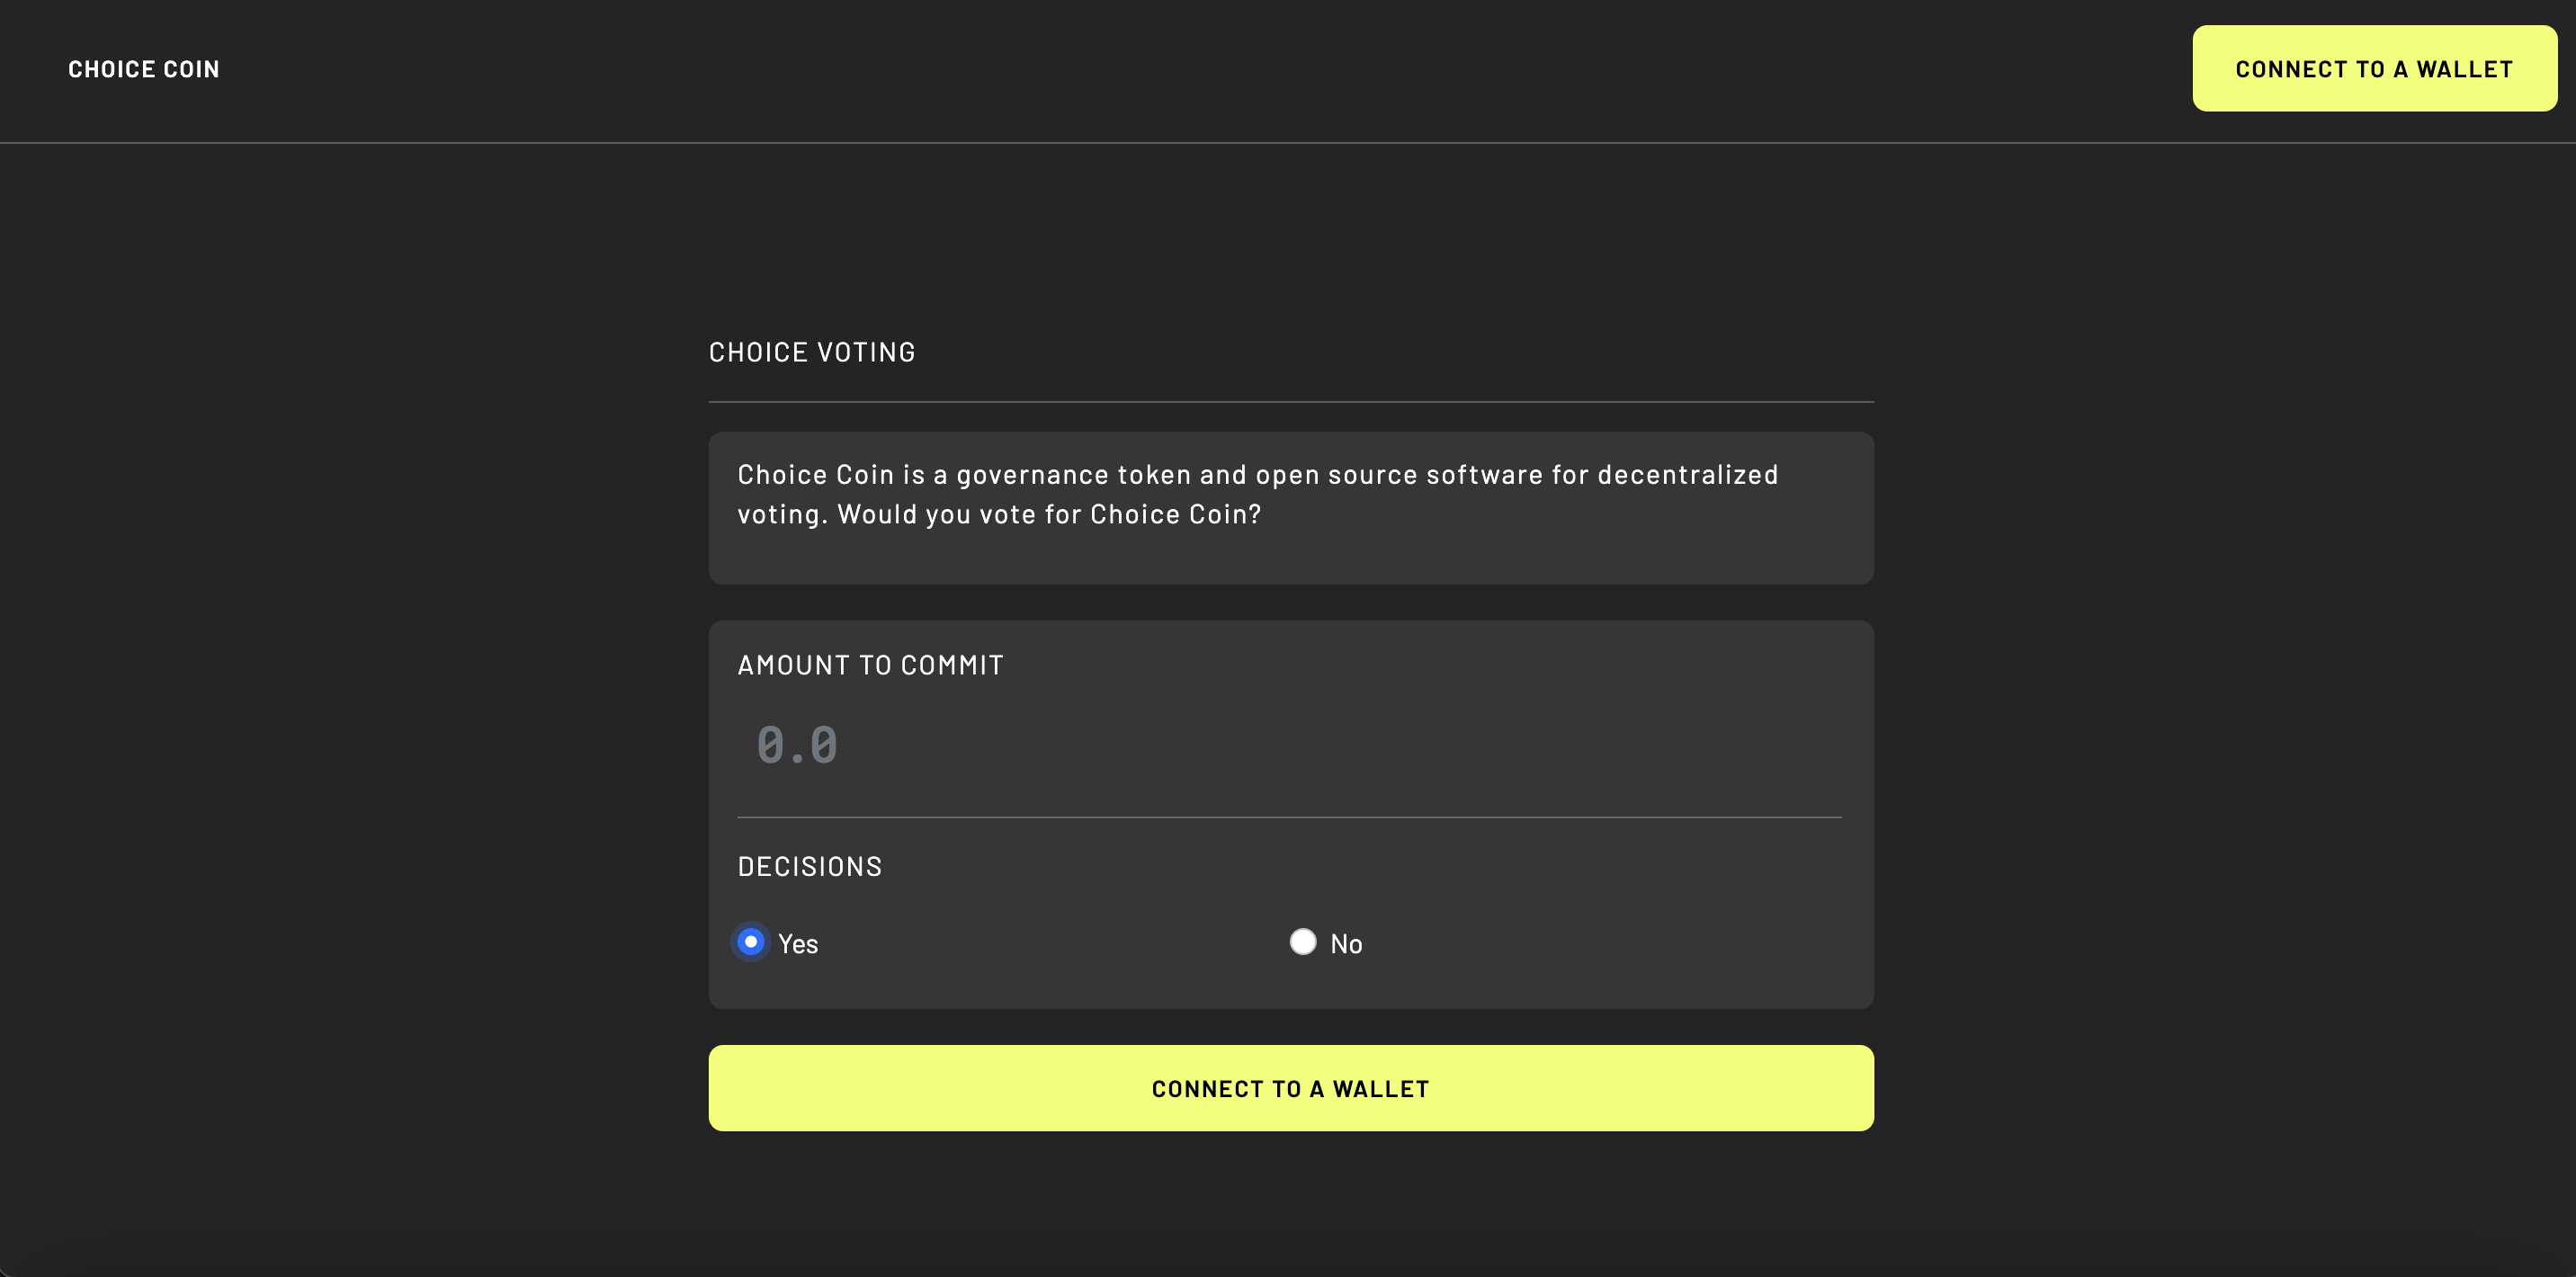 CHOICE COIN
CONNECT TO A WALLET
CHOICE VOTING
Choice Coin is a governance token and open source software for decentralized
voting. Would you vote for Choice Coin?
AMOUNT TO COMMIT
0.0
DECISIONS
Yes
No
CONNECT TO A WALLET